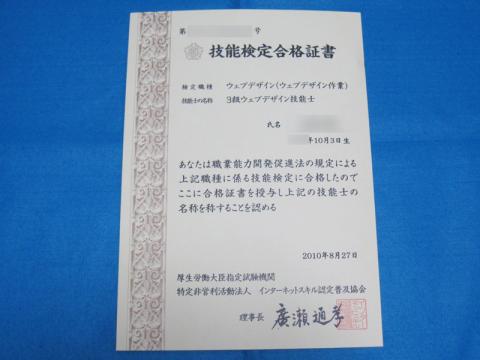 第 号
技能検定合格証書
検定職種 ウェブデザイン(ウェブデザイン作業)
技能士の名称 3級ウェブデザイン技能士
氏名
年10月3日生
あなたは職業能力開発促進法の規定による
上記職種に係る技能検定に合格したので
ここに合格証書を授与し上記の技能士の
名称を称することを認める
2010年8月27日
厚生労働大臣指定試験機関
特定非営利活動法人 インターネットスキル認定普及協会
理事長 廣瀬通孝